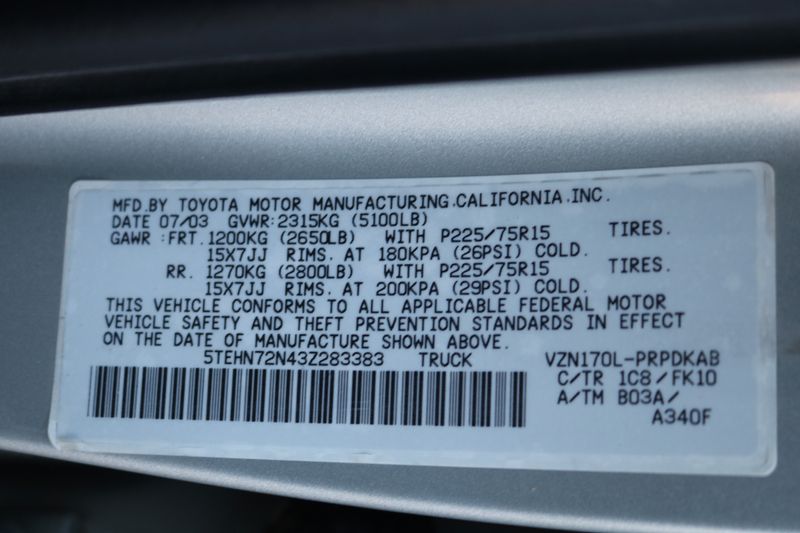 MFD.BY TOYOTA MOTOR MANUFACTURING.CALIFORNIA.INC.
DATE 07/03 GVWR:2315KG (5100LB)
GAWR:FRT.1200KG (2650LB) WITH P225/75R15 TIRES.
15X7JJ RIMS. AT 180KPA (26PSI) COLD.
RR. 1270KG (2800LB) WITH P225/75R15 TIRES.
15X7JJ RIMS. AT 200KPA (29PSI) COLD.
THIS VEHICLE CONFORMS TO ALL APPLICABLE FEDERAL MOTOR
VEHICLE SAFETY AND THEFT PREVENTION STANDARDS IN EFFECT
ON THE DATE OF MANUFACTURE SHOWN ABOVE.
5TEHN72N43Z283383 TRUCK VZN170L-PRPDKAB
C/TR 1C8/FK10
A/TM B03A/
A340F